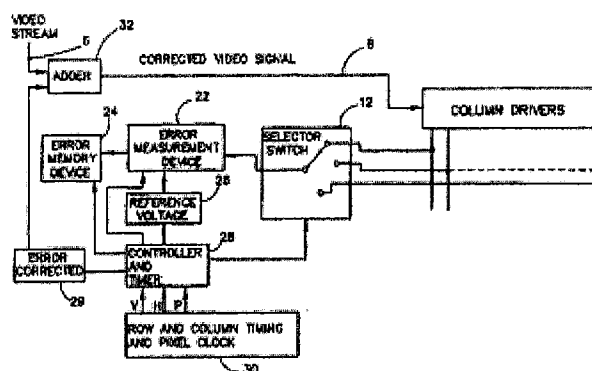 VIDEO
STREAM
6
32
ADDER
CORRECTED VIDEO SIGNAL
8
COLUMN DRIVERS
24
22
12
ERROR
MEMORY
DEVICE
ERROR
MEASUREMENT
DEVICE
SELECTOR
SWITCH
REFERENCE
VOLTAGE
26
ERROR CORRECTED
29
CONTROLLER
AND
TIMER
28
V H P
ROW AND COLUMN TIMING
AND PIXEL CLOCK
30